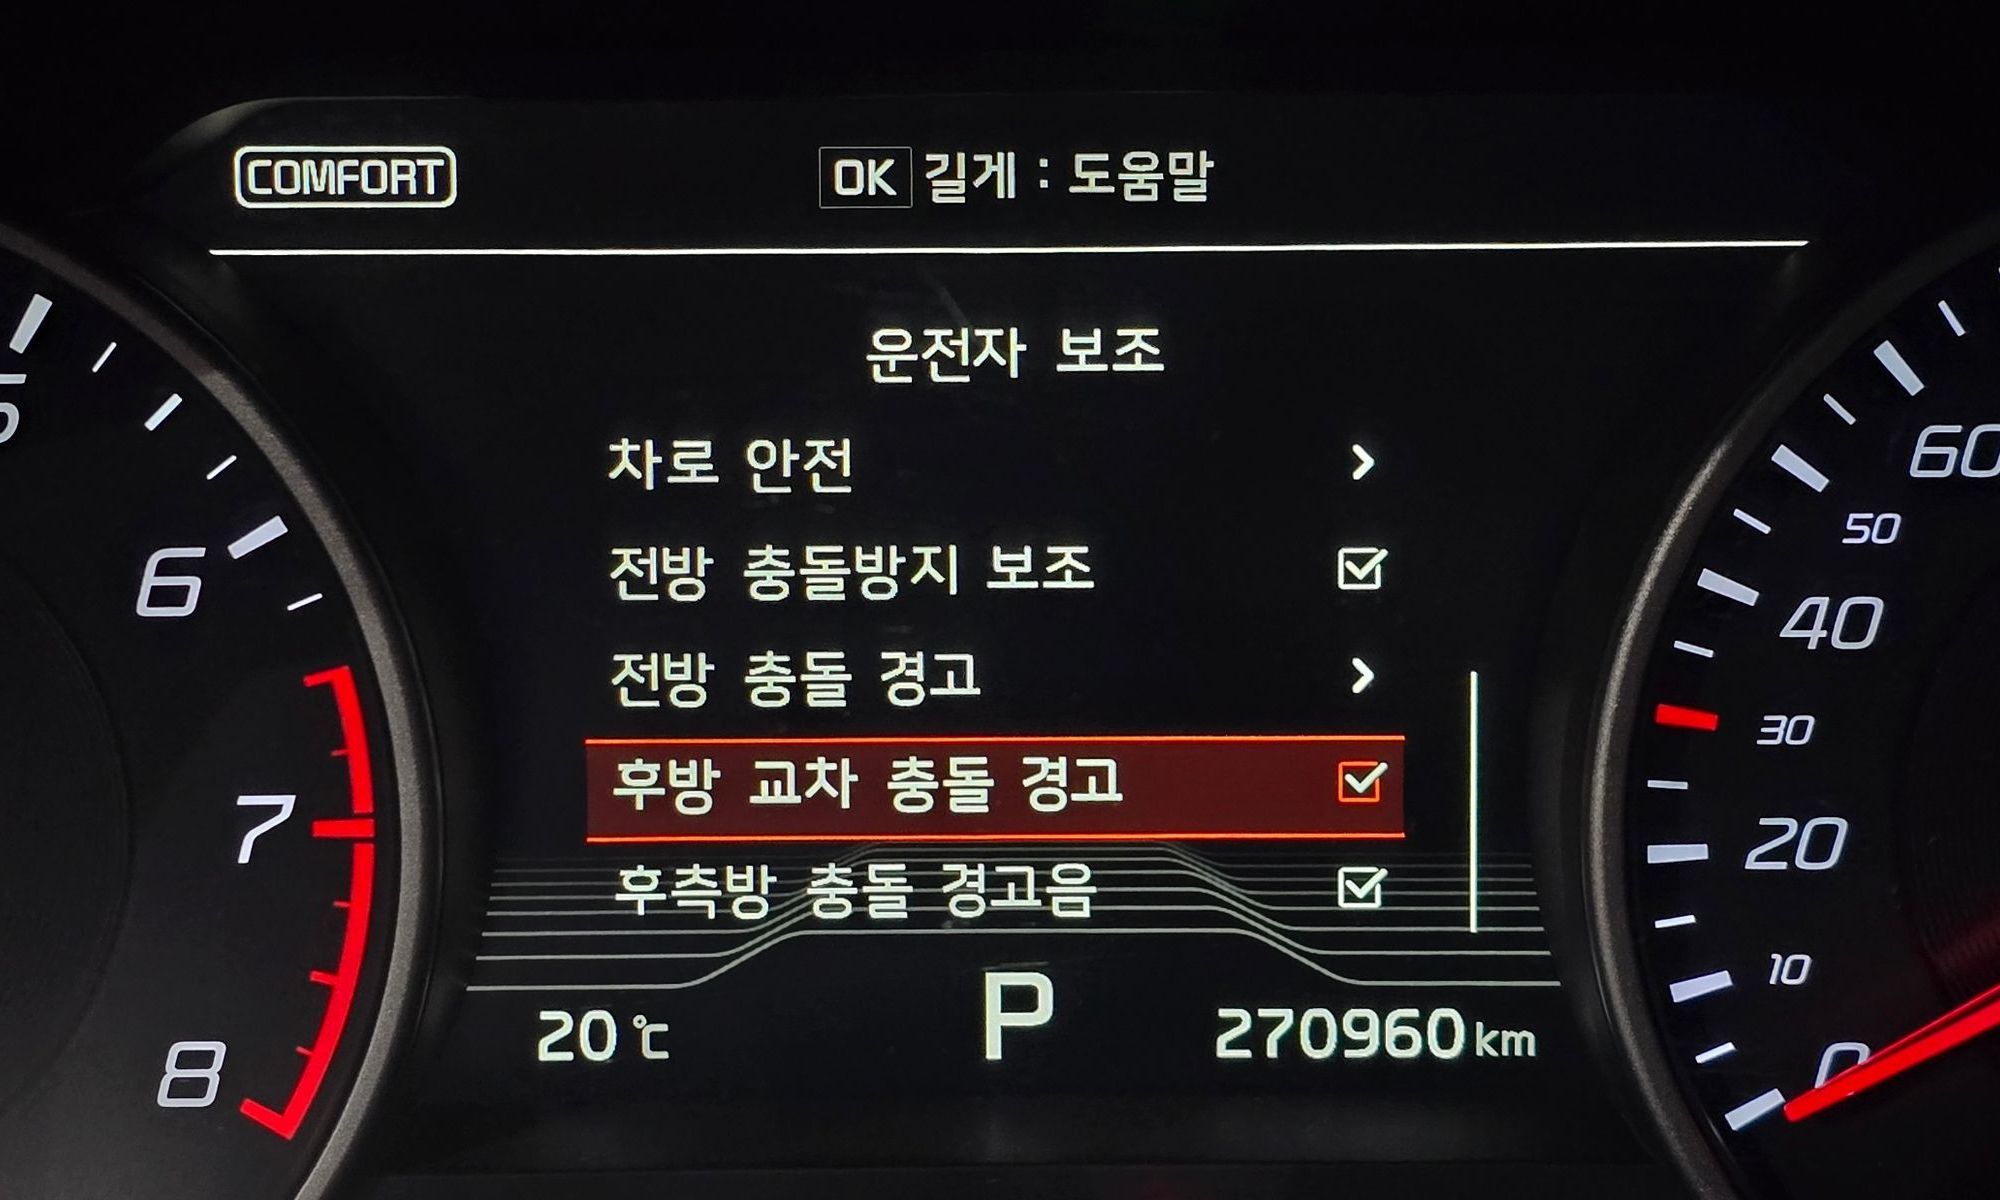 COMFORT
OK 길게 : 도움말
운전자 보조
차로 안전
전방 충돌방지 보조
전방 충돌 경고
후방 교차 충돌 경고
후측방 충돌 경고음
20 ℃
P
270960 km
5
6
7
8
60
50
40
30
20
10
0